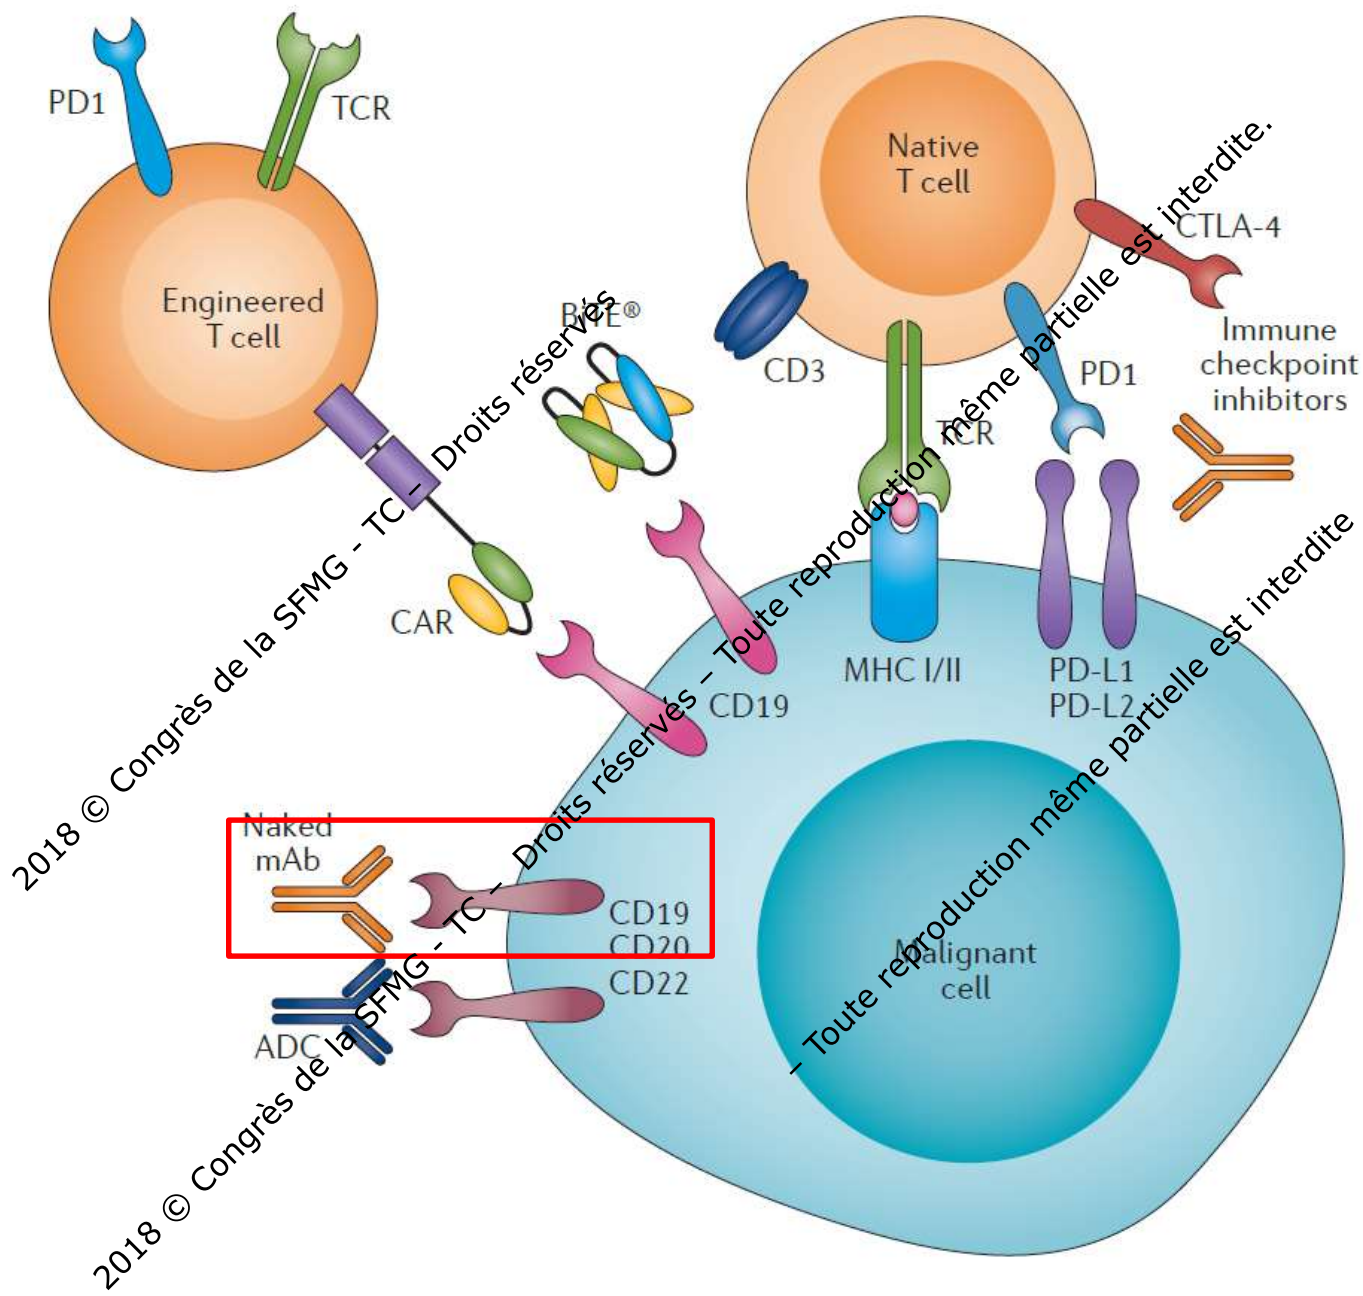 PD1
TCR
Native
T cell
CTLA-4
Engineered
T cell
BiTE®
Immune
checkpoint
inhibitors
CD3
PD1
TCR
CAR
MHC I/II
PD-L1
PD-L2
CD19
Naked
mAb
CD19
CD20
CD22
Malignant
cell
ADC
2018 © Congrès de la SFMG - TC – Droits réservés – Toute reproduction même partielle est interdite.
2018 © Congrès de la SFMG - TC – Droits réservés – Toute reproduction même partielle est interdite